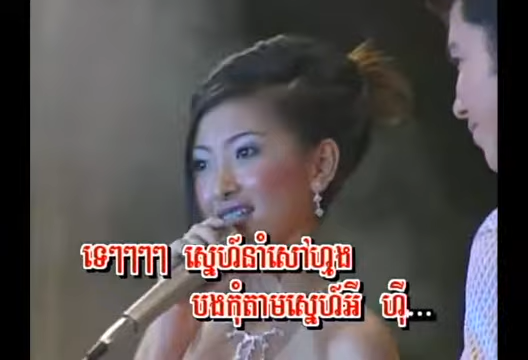 ទេៗៗៗៗ ស្នេហ៍នាំសៅហ្មង
បងកុំតាមស្នេហ៍អី ហ៊ឺ...